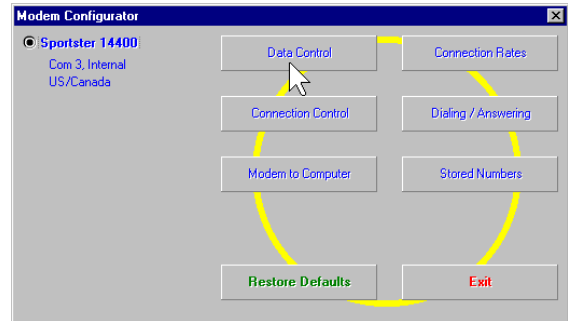 Modem Configurator
Sportster 14400
Com 3, Internal
US/Canada
Data Control
Connection Rates
Connection Control
Dialing / Answering
Modem to Computer
Stored Numbers
Restore Defaults
Exit